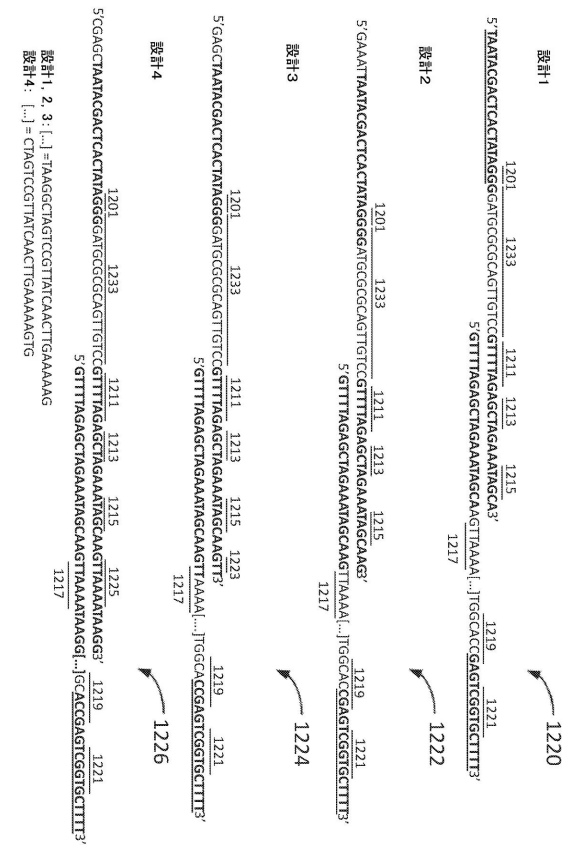 設計1 1220
1201 1233 1211 1213 1215
5’TAATACGACTCACTATAGGGGATGCGCGCAGTTGTCCGTTTTAGAGCTAGAAATAGCA3’
1219 1221
5’GTTTTAGAGCTAGAAATAGCAAGTTAAAA[...]TGGCACCGAGTCGGTGCTTTT3’
1217
設計2 1222
1201 1233 1211 1213 1215
5’GAAATTAATACGACTCACTATAGGGGATGCGCGCAGTTGTCCGTTTTAGAGCTAGAAATAGCAAG3’
1219 1221
5’GTTTTAGAGCTAGAAATAGCAAGTTAAAA[...]TGGCACCGAGTCGGTGCTTTT3’
1217
設計3 1224
1201 1233 1211 1213 1215 1223
5’GAGCTAATACGACTCACTATAGGGGATGCGCGCAGTTGTCCGTTTTAGAGCTAGAAATAGCAAGTT3’
1219 1221
5’GTTTTAGAGCTAGAAATAGCAAGTTAAAA[....]TGGCACCGAGTCGGTGCTTTT3’
1217
設計4 1226
1201 1233 1211 1213 1215 1225
5’CGAGCTAATACGACTCACTATAGGGGATGCGCGCAGTTGTCCGTTTTAGAGCTAGAAATAGCAAGTTAAAATAAGG3’
1219 1221
5’GTTTTAGAGCTAGAAATAGCAAGTTAAAATAAGG[...]GCACCGAGTCGGTGCTTTT3’
1217
設計1, 2, 3: [...] =TAAGGCTAGTCCGTTATCAACTTGAAAAAG
設計4: [...] = CTAGTCCGTTATCAACTTGAAAAAGTG